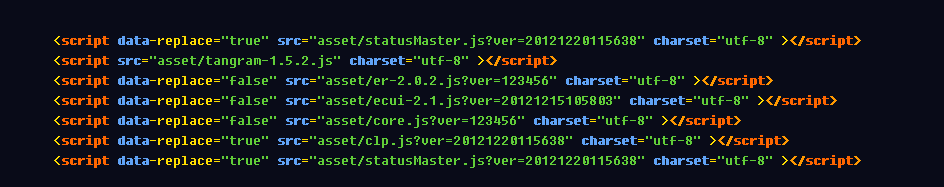 <script data-replace="true" src="asset/statusMaster.js?ver=20121220115638" charset="utf-8" ></script>
<script src="asset/tangram-1.5.2.js" charset="utf-8" ></script>
<script data-replace="false" src="asset/er-2.0.2.js?ver=123456" charset="utf-8" ></script>
<script data-replace="false" src="asset/ecui-2.1.js?ver=20121215105803" charset="utf-8" ></script>
<script data-replace="false" src="asset/core.js?ver=123456" charset="utf-8" ></script>
<script data-replace="true" src="asset/clp.js?ver=20121220115638" charset="utf-8" ></script>
<script data-replace="true" src="asset/statusMaster.js?ver=20121220115638" charset="utf-8" ></script>